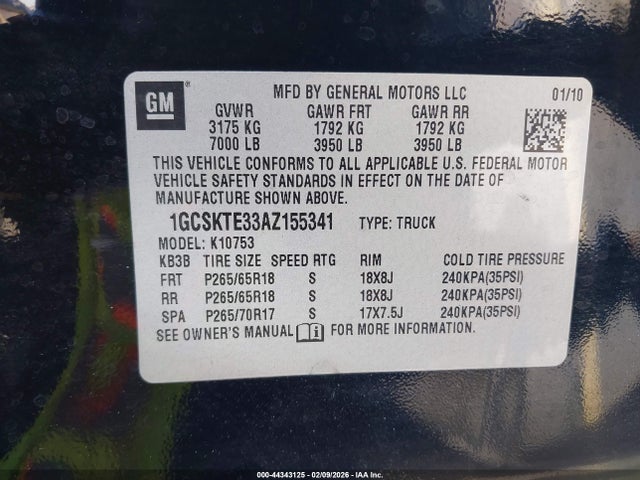 GM
MFD BY GENERAL MOTORS LLC 01/10
GVWR GAWR FRT GAWR RR
3175 KG 1792 KG 1792 KG
7000 LB 3950 LB 3950 LB
THIS VEHICLE CONFORMS TO ALL APPLICABLE U.S. FEDERAL MOTOR
VEHICLE SAFETY STANDARDS IN EFFECT ON THE DATE OF
MANUFACTURE SHOWN ABOVE.
1GCSKTE33AZ155341 TYPE: TRUCK
MODEL: K10753
KB3B TIRE SIZE SPEED RTG RIM COLD TIRE PRESSURE
FRT P265/65R18 S 18X8J 240KPA(35PSI)
RR P265/65R18 S 18X8J 240KPA(35PSI)
SPA P265/70R17 S 17X7.5J 240KPA(35PSI)
SEE OWNER'S MANUAL i FOR MORE INFORMATION.
000-44343125 - 02/09/2026 - IAA Inc.